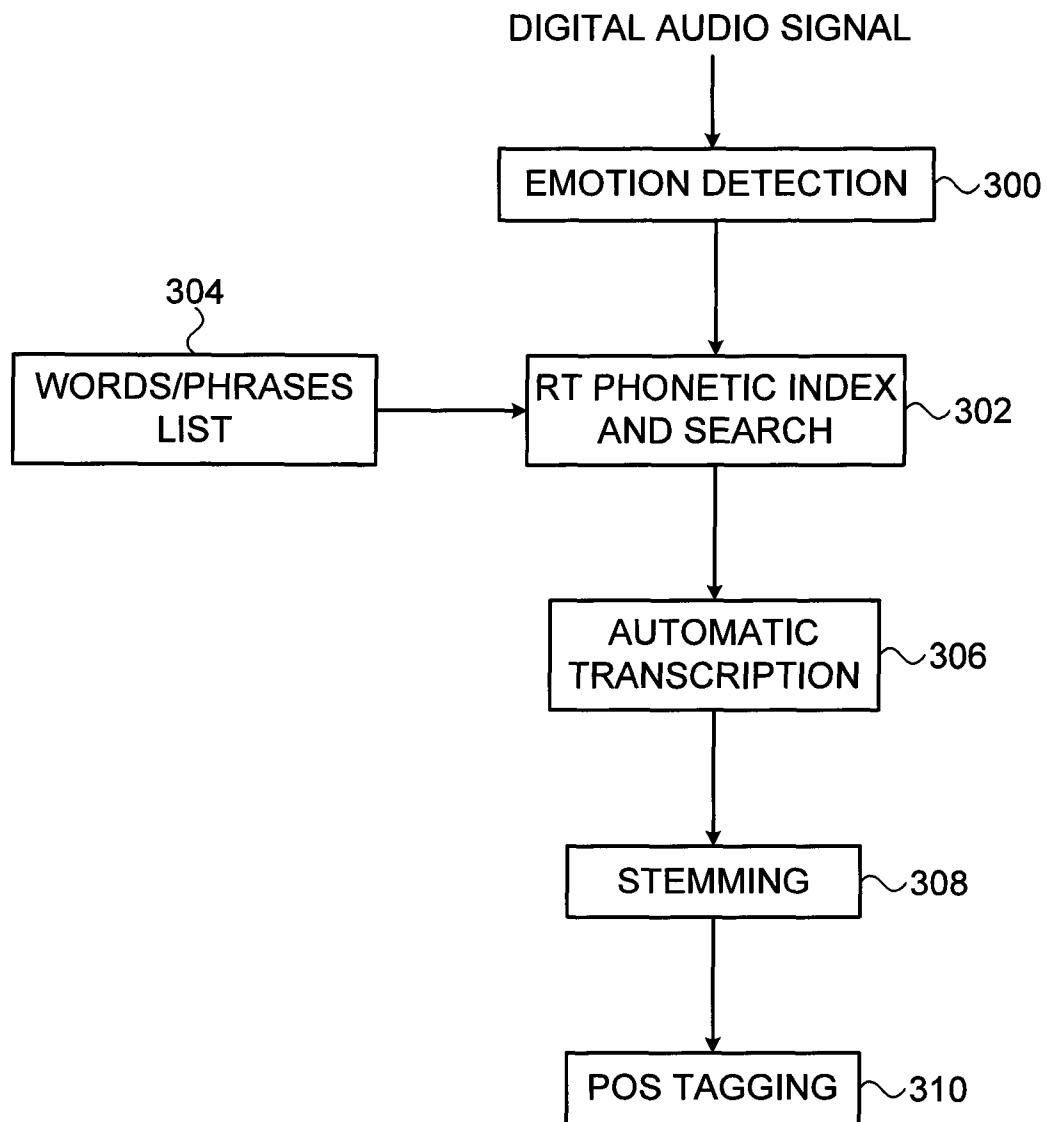 DIGITAL AUDIO SIGNAL
EMOTION DETECTION
300
304
WORDS/PHRASES
LIST
RT PHONETIC INDEX
AND SEARCH
302
AUTOMATIC
TRANSCRIPTION
306
STEMMING
308
POS TAGGING
310